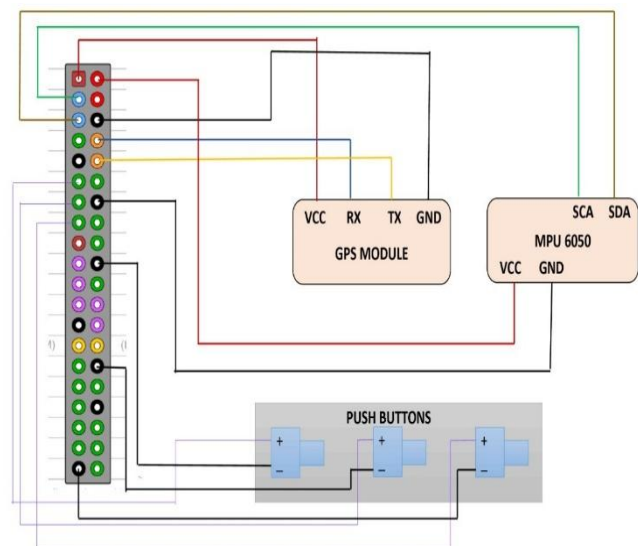 SCA SDA
VCC RX TX GND
MPU 6050
GPS MODULE
VCC GND
PUSH BUTTONS
+ + +
– – –